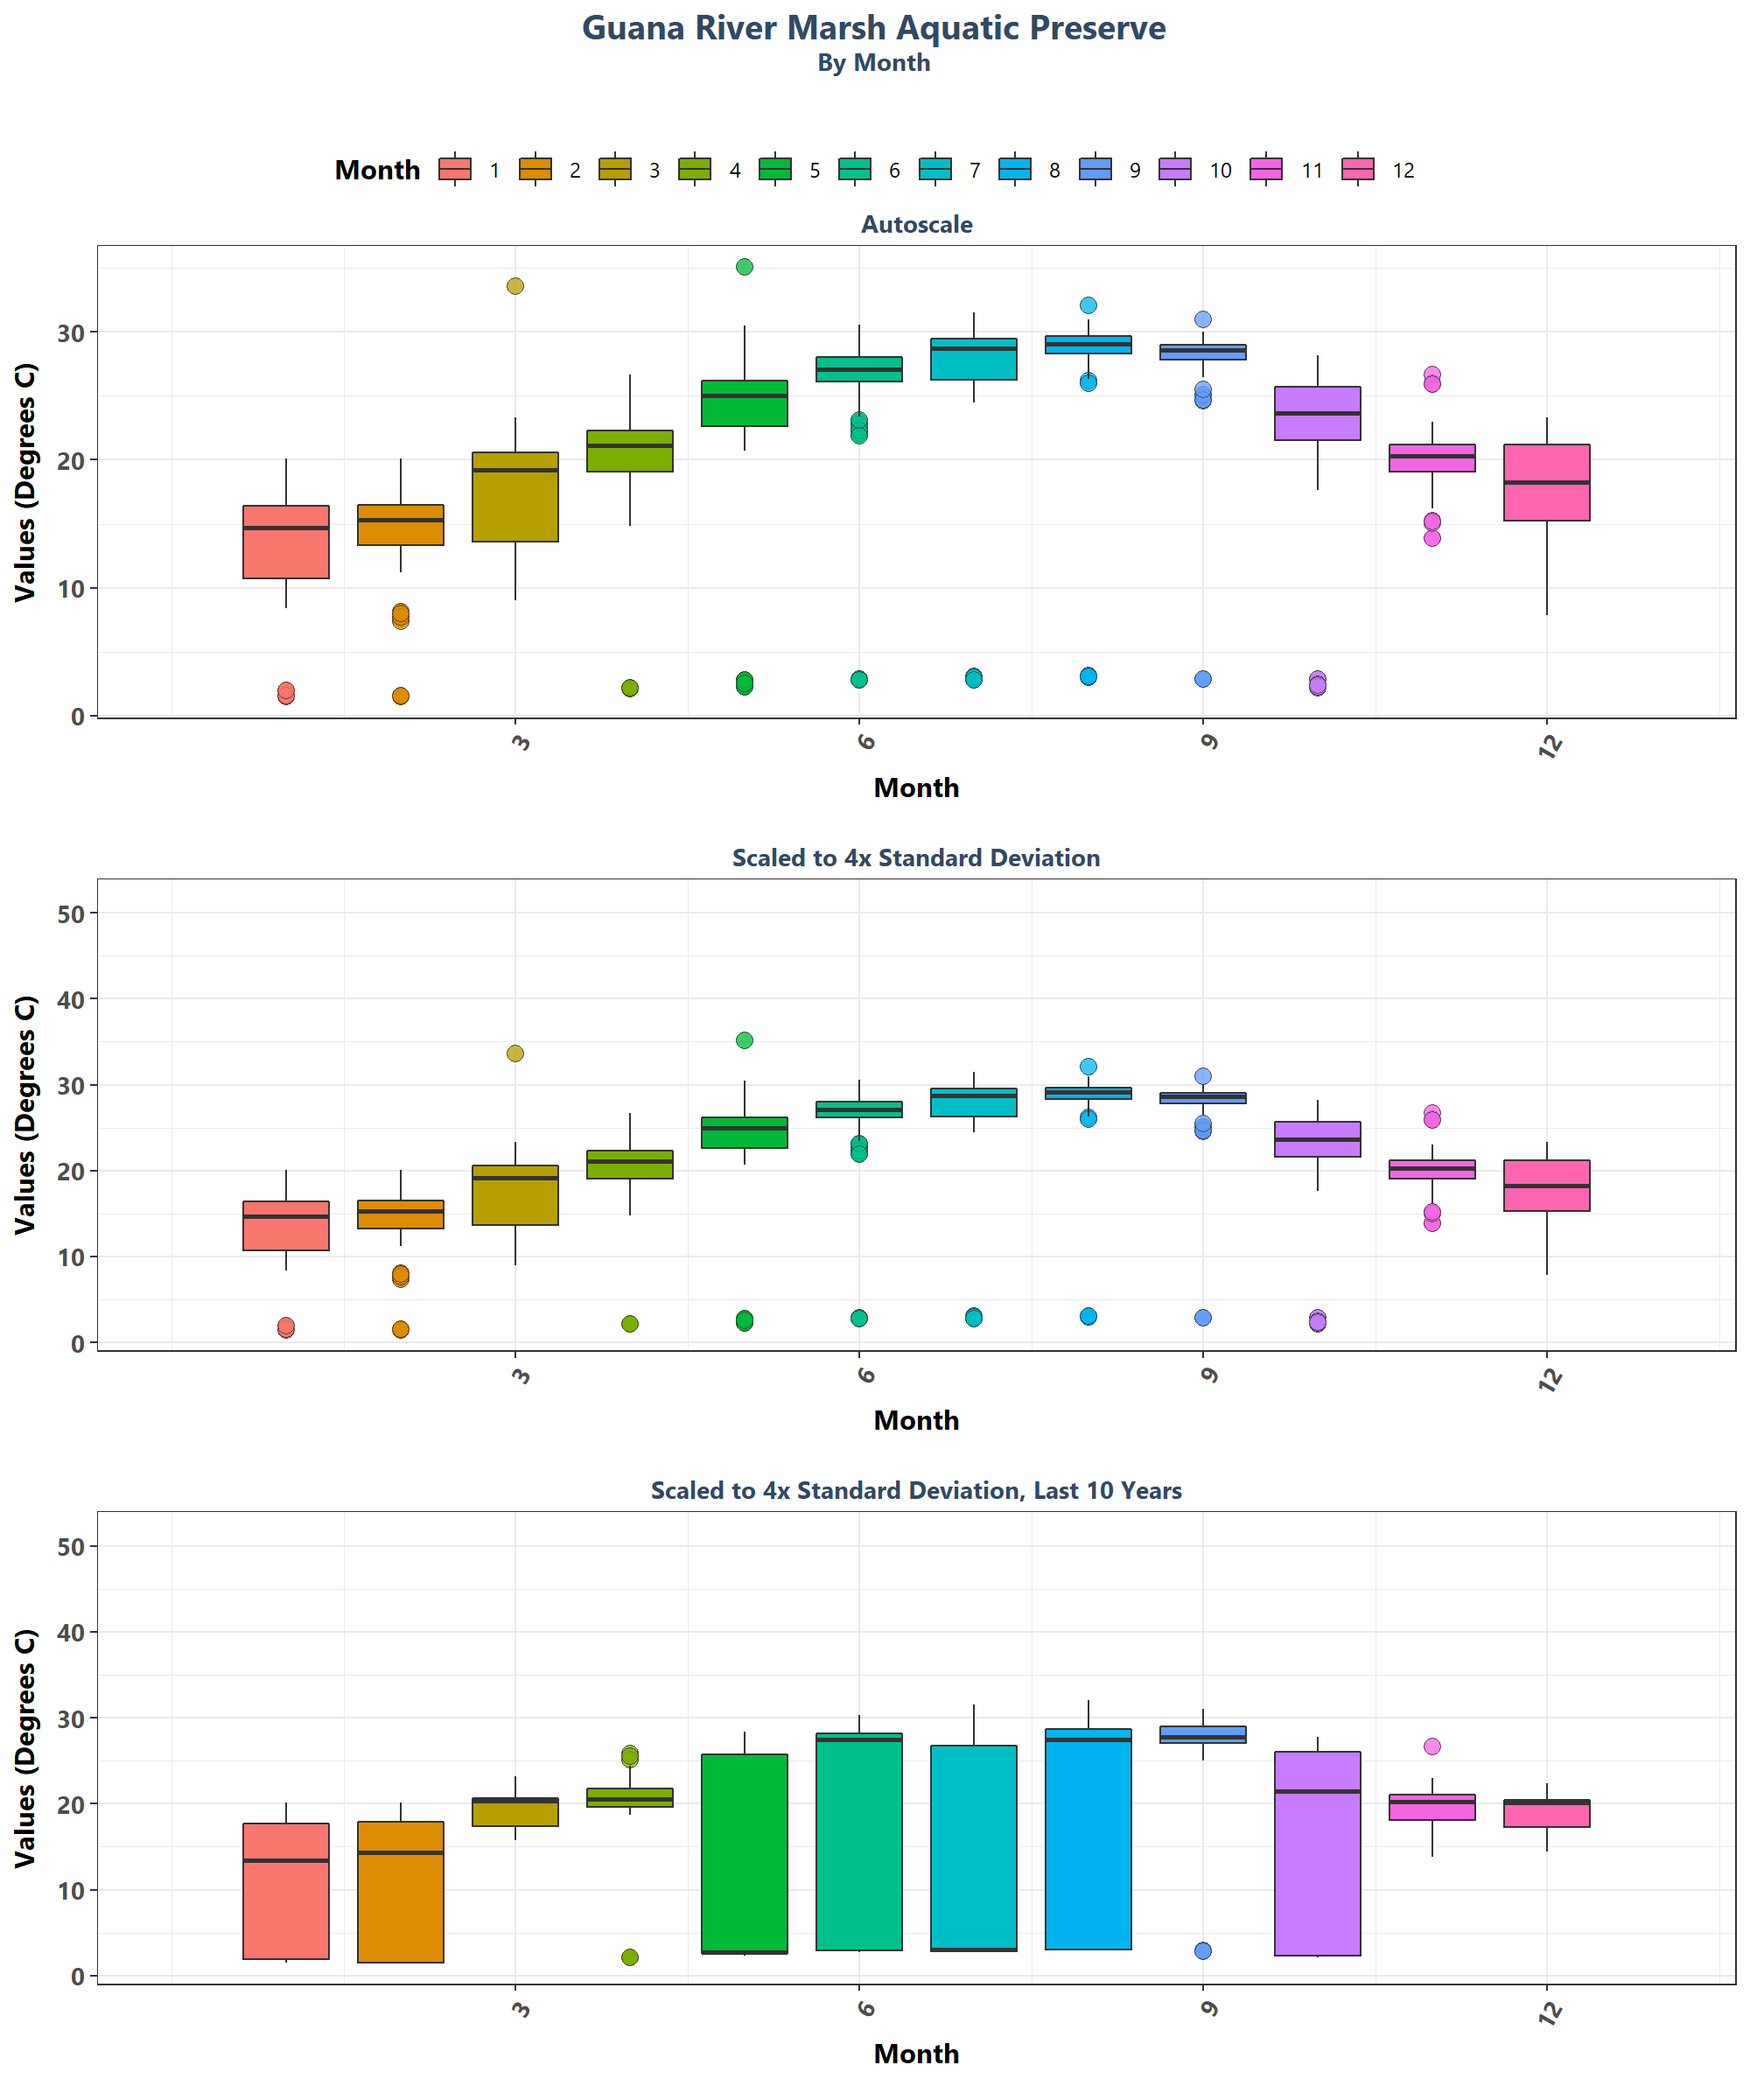 Guana River Marsh Aquatic Preserve
By Month
Month 1 2 3 4 5 6 7 8 9 10 11 12
Autoscale
Values (Degrees C)
30
20
10
0
3 6 9 12
Month
Scaled to 4x Standard Deviation
Values (Degrees C)
50
40
30
20
10
0
3 6 9 12
Month
Scaled to 4x Standard Deviation, Last 10 Years
Values (Degrees C)
50
40
30
20
10
0
3 6 9 12
Month